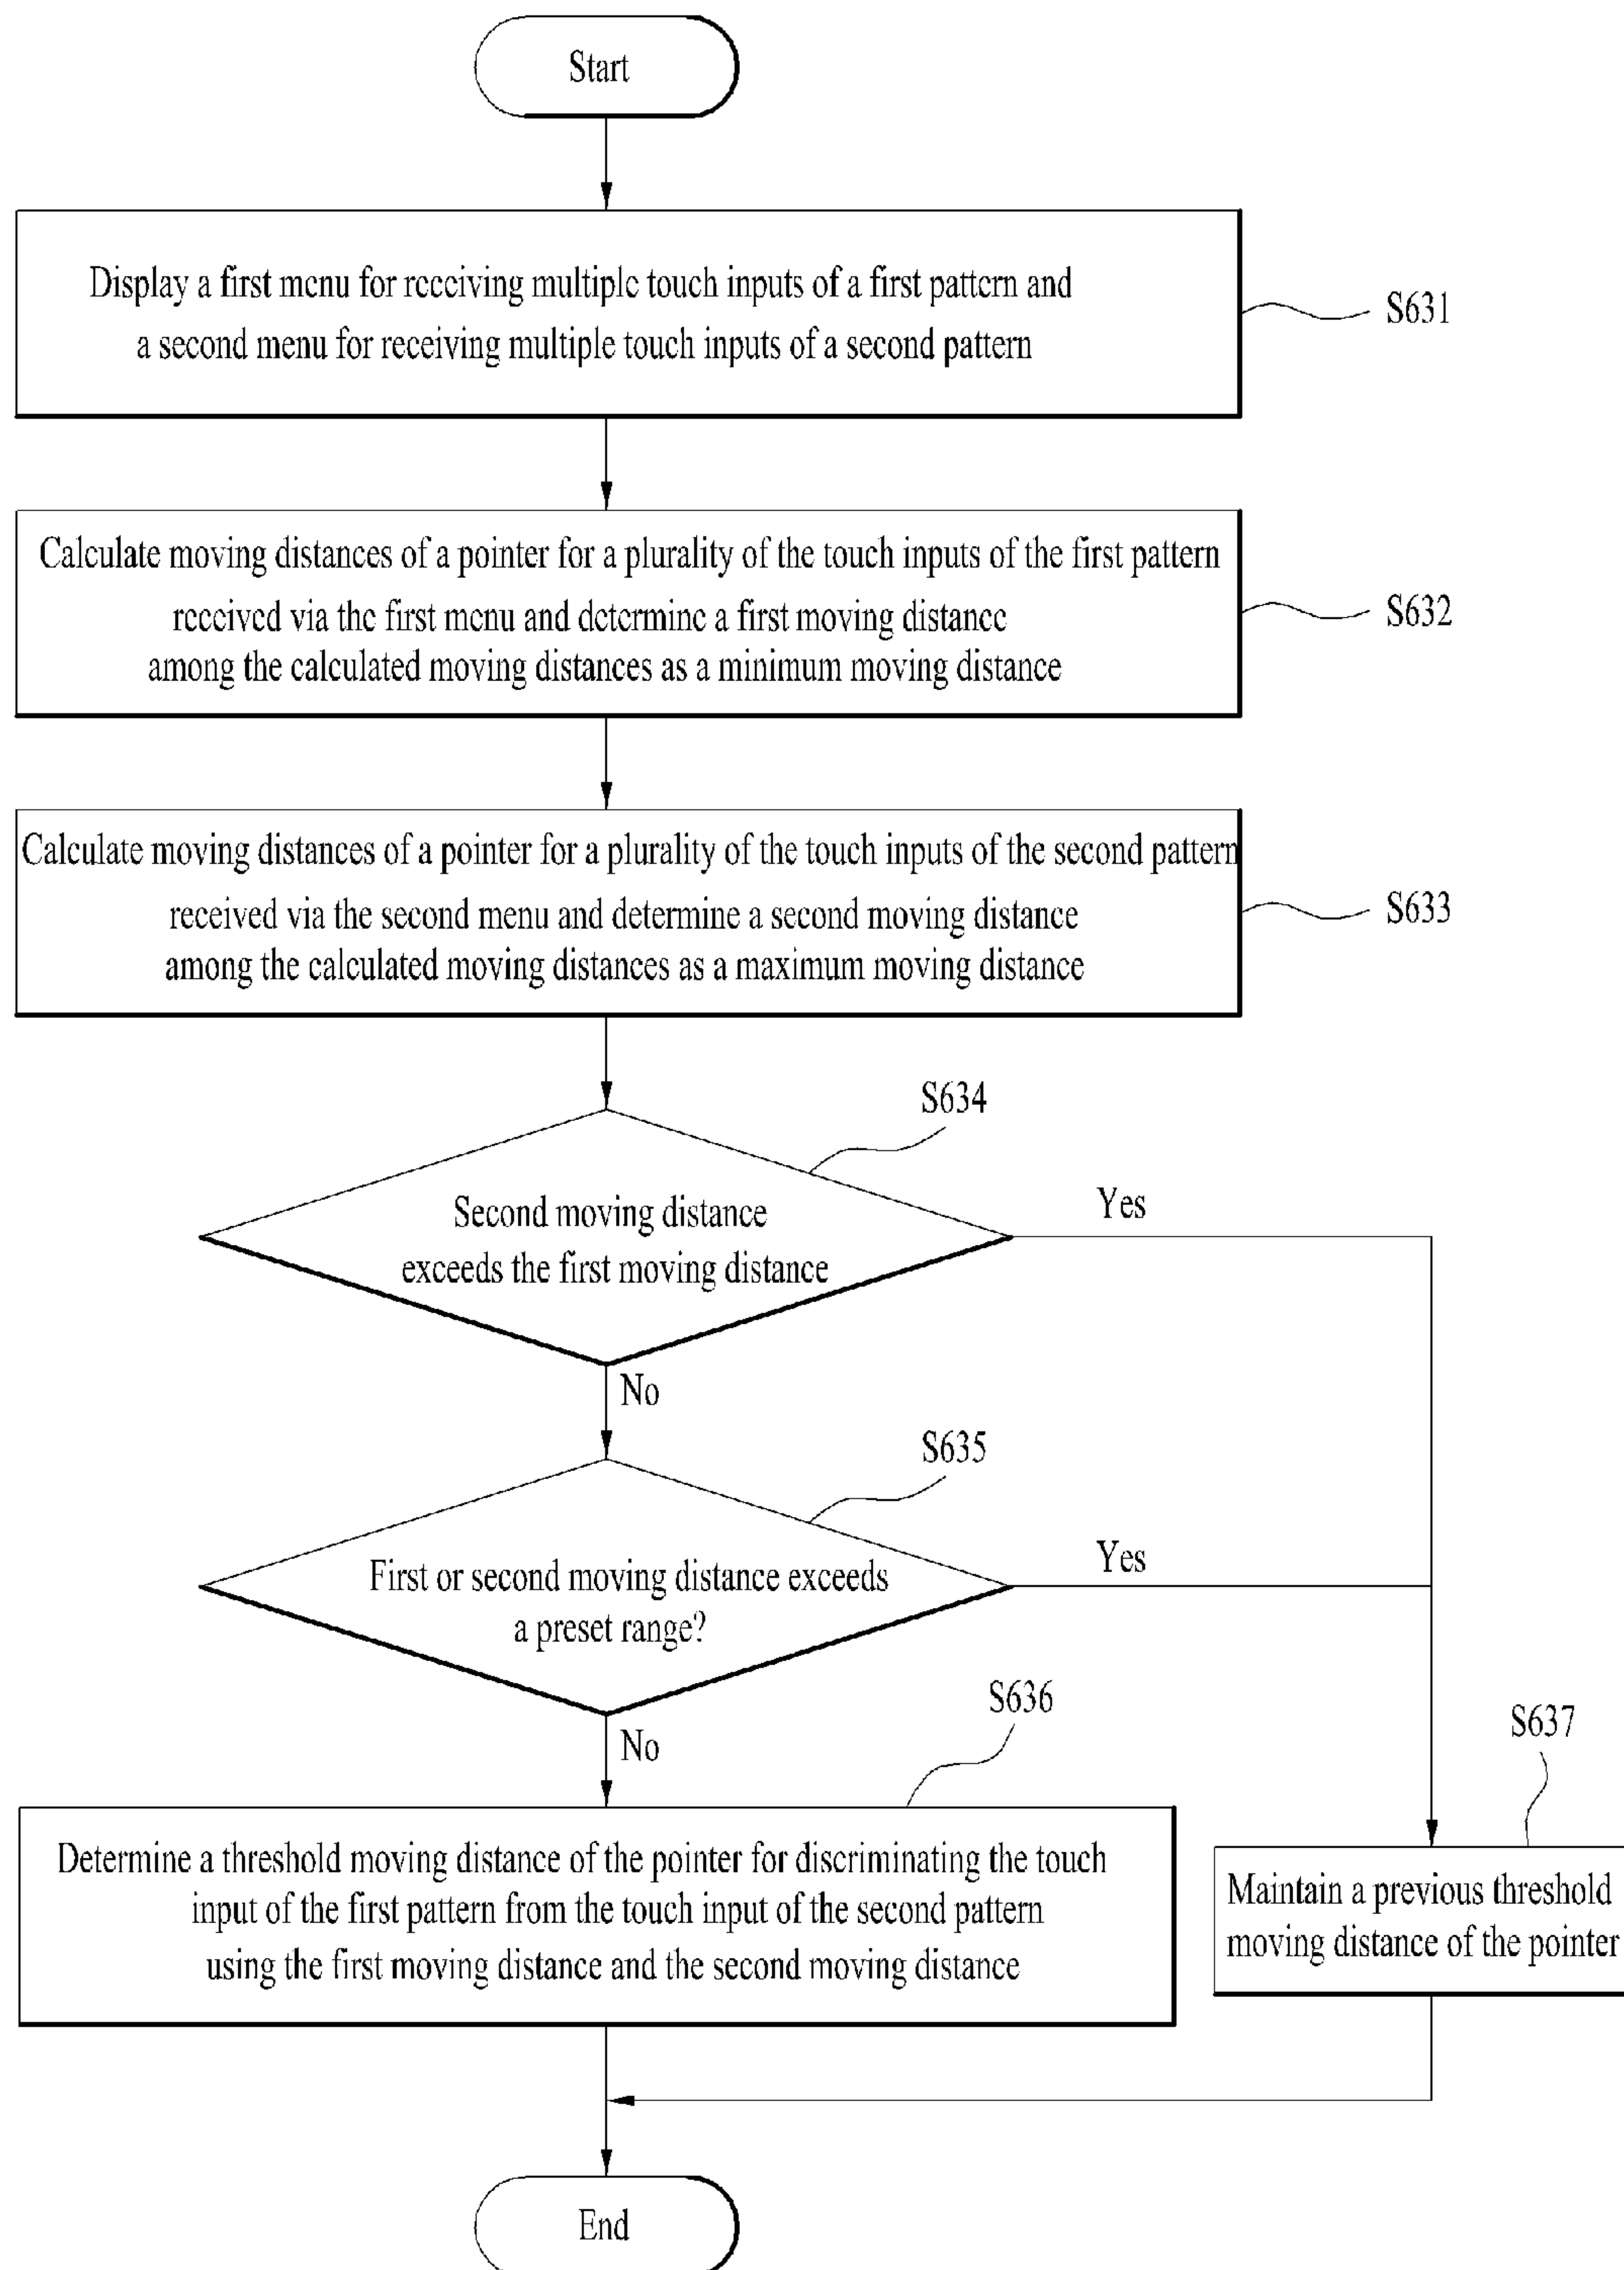 Start
Display a first menu for receiving multiple touch inputs of a first pattern and
a second menu for receiving multiple touch inputs of a second pattern
S631
Calculate moving distances of a pointer for a plurality of the touch inputs of the first pattern
received via the first menu and determine a first moving distance
among the calculated moving distances as a minimum moving distance
S632
Calculate moving distances of a pointer for a plurality of the touch inputs of the second pattern
received via the second menu and determine a second moving distance
among the calculated moving distances as a maximum moving distance
S633
S634
Second moving distance
exceeds the first moving distance
Yes
No
S635
First or second moving distance exceeds
a preset range?
Yes
No
S636
Determine a threshold moving distance of the pointer for discriminating the touch
input of the first pattern from the touch input of the second pattern
using the first moving distance and the second moving distance
S637
Maintain a previous threshold
moving distance of the pointer
End